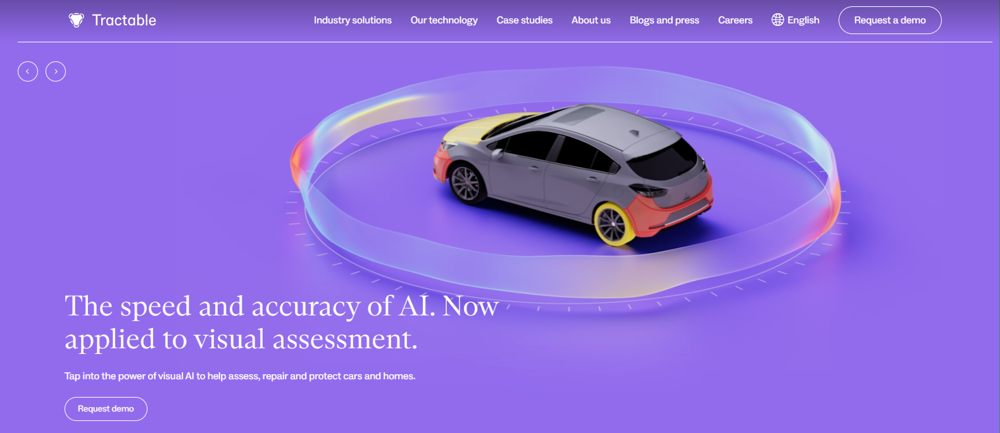 Tractable
Industry solutions
Our technology
Case studies
About us
Blogs and press
Careers
English
Request a demo
The speed and accuracy of AI. Now
applied to visual assessment.
Tap into the power of visual AI to help assess, repair and protect cars and homes.
Request demo